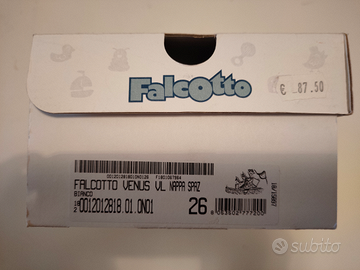 Falcotto
€ 87.50
FALCOTTO VENUS VL NAPPA SPAZ
BIANCO
0012012818.01.0N01
26
subito